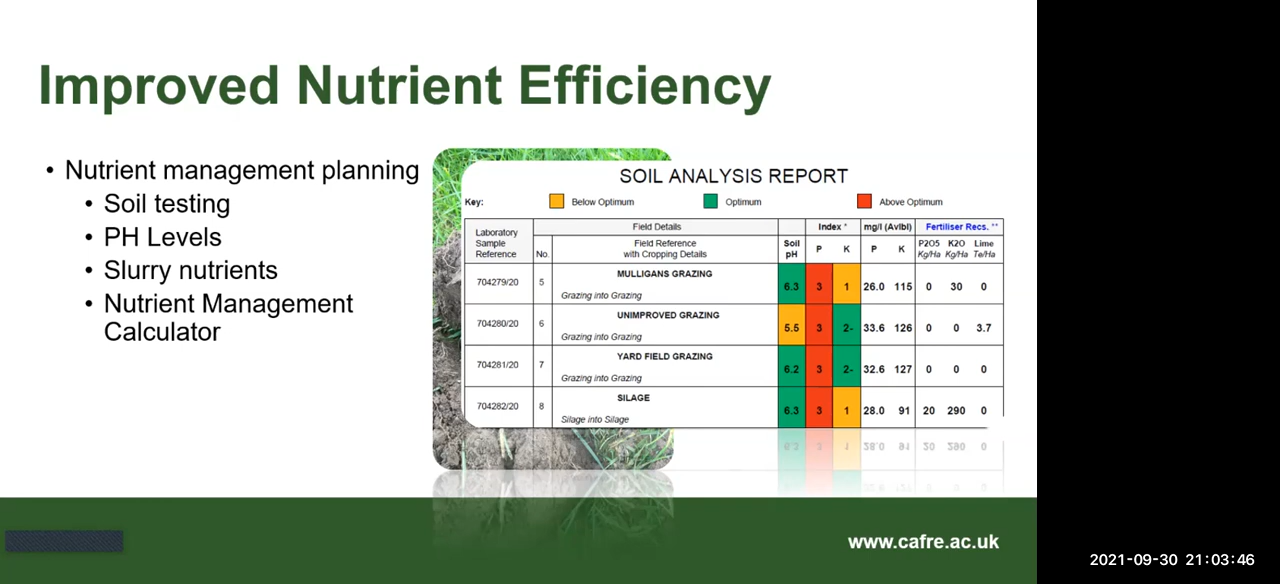 Improved Nutrient Efficiency
• Nutrient management planning
• Soil testing
• PH Levels
• Slurry nutrients
• Nutrient Management
Calculator
SOIL ANALYSIS REPORT
Key: Below Optimum Optimum Above Optimum
Laboratory Sample Reference No. Field Details Field Reference with Cropping Details Soil pH Index * P K mg/l (Avlbl) P K Fertiliser Recs. ** P2O5 Kg/Ha K2O Kg/Ha Lime Te/Ha
704279/20 5 MULLIGANS GRAZING Grazing into Grazing 6.3 3 1 26.0 115 0 30 0
704280/20 6 UNIMPROVED GRAZING Grazing into Grazing 5.5 3 2- 33.6 126 0 0 3.7
704281/20 7 YARD FIELD GRAZING Grazing into Grazing 6.2 3 2- 32.6 127 0 0 0
704282/20 8 SILAGE Silage into Silage 6.3 3 1 28.0 91 20 290 0
www.cafre.ac.uk
2021-09-30 21:03:46